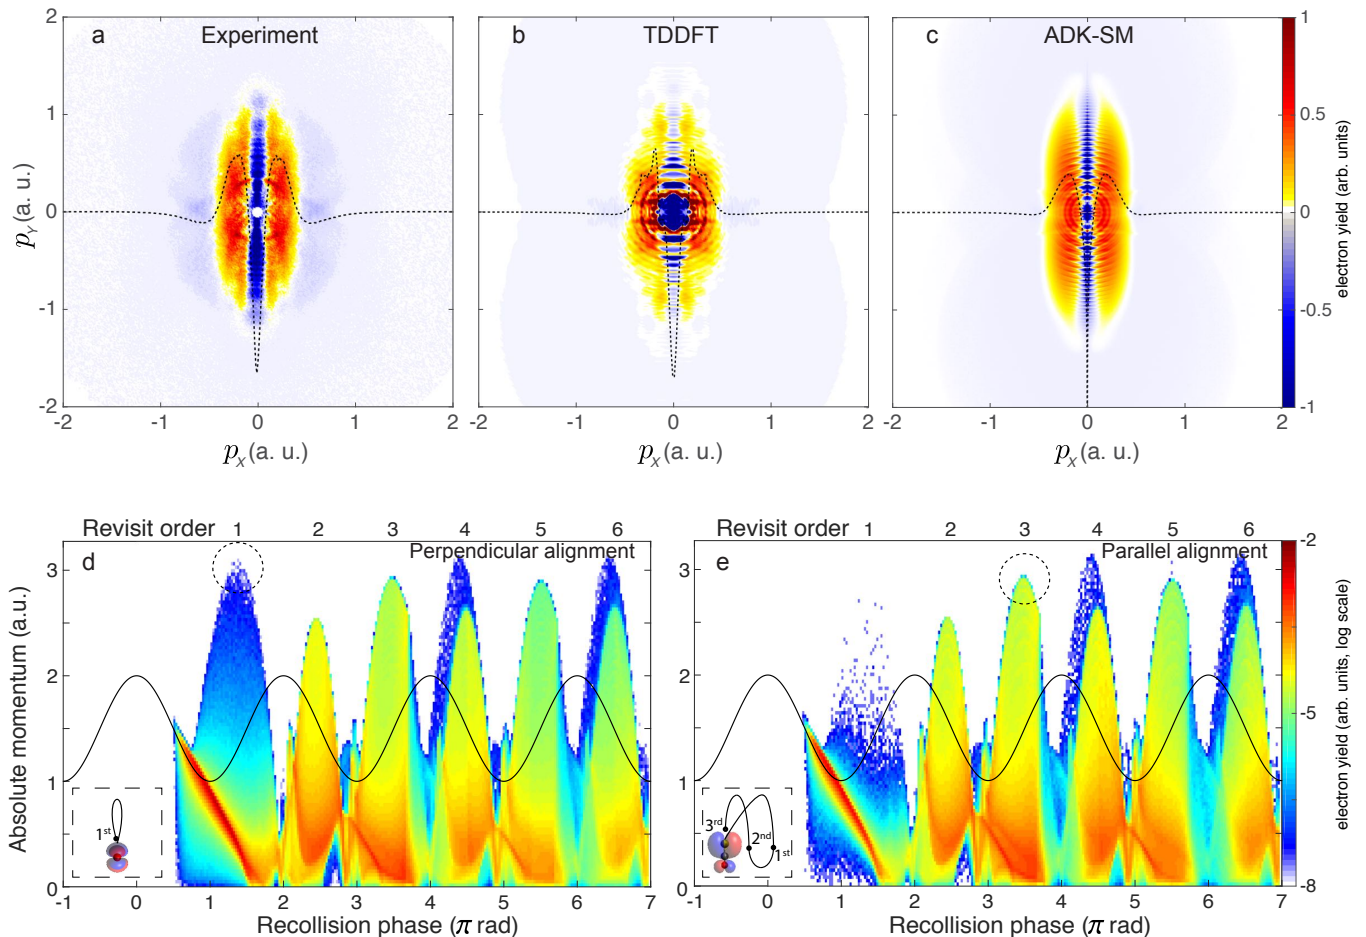 a Experiment
b TDDFT
c ADK-SM
2
1
0
-1
-2
p_Y (a. u.)
-2 -1 0 1 2
-2 -1 0 1 2
-2 -1 0 1 2
p_X (a. u.)
p_X (a. u.)
p_X (a. u.)
1
0.5
0
-0.5
-1
electron yield (arb. units)
Revisit order 1 2 3 4 5 6
d Perpendicular alignment
3
2
1
0
Absolute momentum (a.u.)
1st
-1 0 1 2 3 4 5 6 7
Recollision phase (π rad)
Revisit order 1 2 3 4 5 6
e Parallel alignment
3
2
1
0
3rd
2nd
1st
-1 0 1 2 3 4 5 6 7
Recollision phase (π rad)
-2
-5
-8
electron yield (arb. units, log scale)